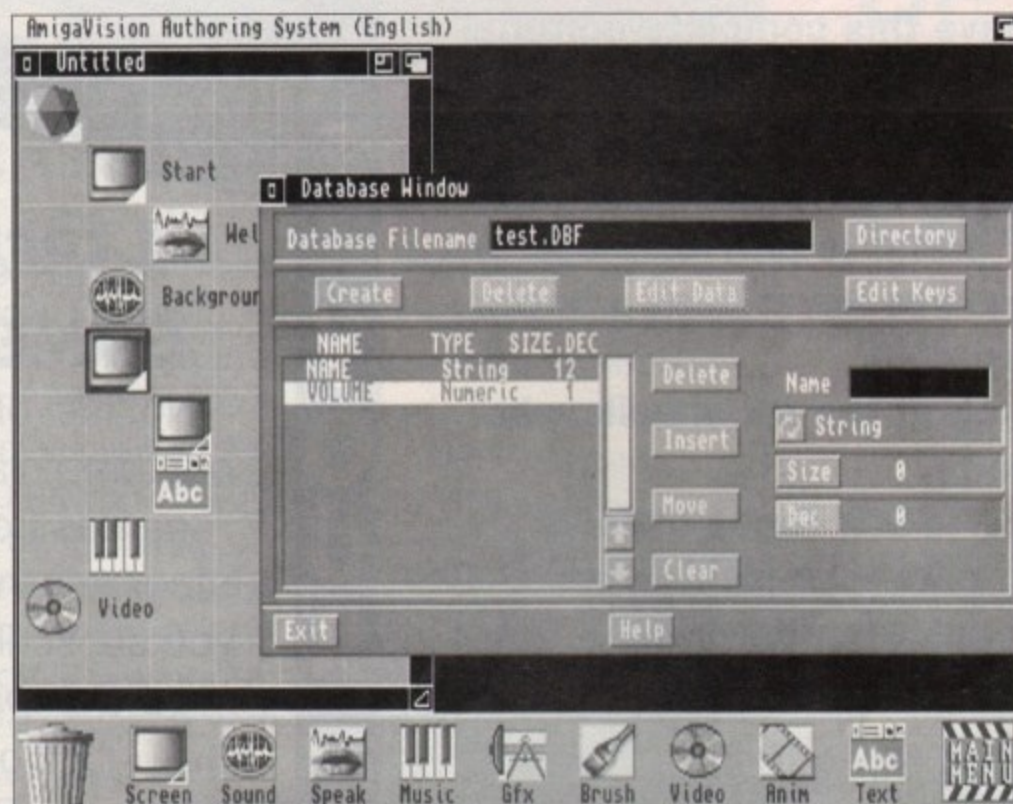 AmigaVision Authoring System (English)
Untitled
Start
Wel
Backgrour
Abc
Video
Database Window
Database Filename test.DBF Directory
Create Delete Edit Data Edit Keys
NAME TYPE SIZE.DEC
NAME String 12
VOLUME Numeric 1
Delete
Insert
Move
Clear
Name
String
Size 0
Dec 0
Exit Help
Abc
MAIN MENU
Screen Sound Speak Music Gfx Brush Video Anim Text